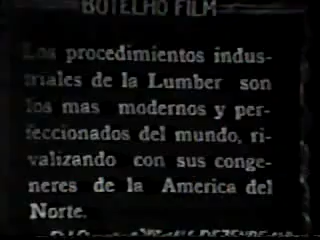 BOTELHO FILM
Los procedimientos indus-
triales de la Lumber son
los mas modernos y per-
feccionados del mundo, ri-
valizando con sus conge-
neres de la America del
Norte.